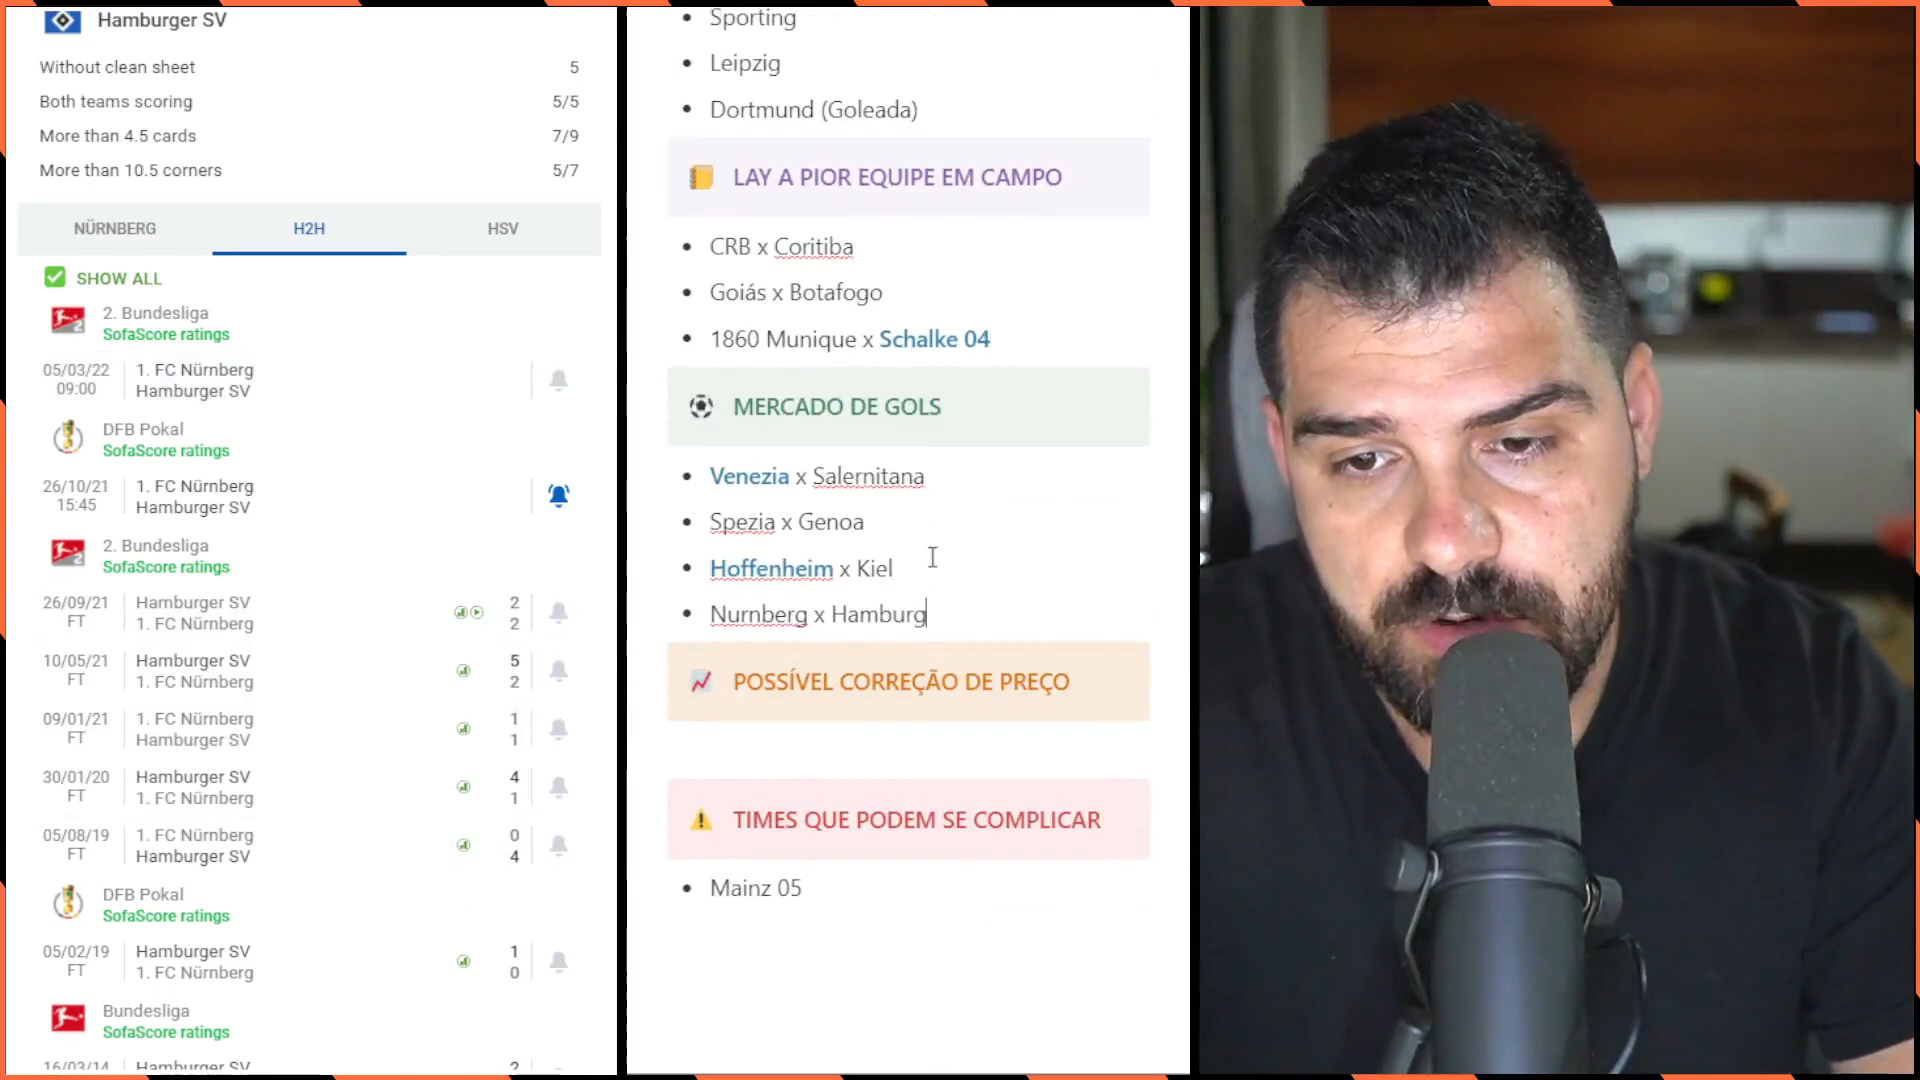 Hamburger SV
Without clean sheet 5
Both teams scoring 5/5
More than 4.5 cards 7/9
More than 10.5 corners 5/7
NÜRNBERG H2H HSV
SHOW ALL
2. Bundesliga
SofaScore ratings
05/03/22 1. FC Nürnberg
09:00 Hamburger SV
DFB Pokal
SofaScore ratings
26/10/21 1. FC Nürnberg
15:45 Hamburger SV
2. Bundesliga
SofaScore ratings
26/09/21 Hamburger SV 2
FT 1. FC Nürnberg 2
10/05/21 Hamburger SV 5
FT 1. FC Nürnberg 2
09/01/21 1. FC Nürnberg 1
FT Hamburger SV 1
30/01/20 Hamburger SV 4
FT 1. FC Nürnberg 1
05/08/19 1. FC Nürnberg 0
FT Hamburger SV 4
DFB Pokal
SofaScore ratings
05/02/19 Hamburger SV 1
FT 1. FC Nürnberg 0
Bundesliga
SofaScore ratings
16/03/14 Hamburger SV 2
Sporting
Leipzig
Dortmund (Goleada)
LAY A PIOR EQUIPE EM CAMPO
CRB x Coritiba
Goiás x Botafogo
1860 Munique x Schalke 04
MERCADO DE GOLS
Venezia x Salernitana
Spezia x Genoa
Hoffenheim x Kiel
Nurnberg x Hamburg
POSSÍVEL CORREÇÃO DE PREÇO
TIMES QUE PODEM SE COMPLICAR
Mainz 05